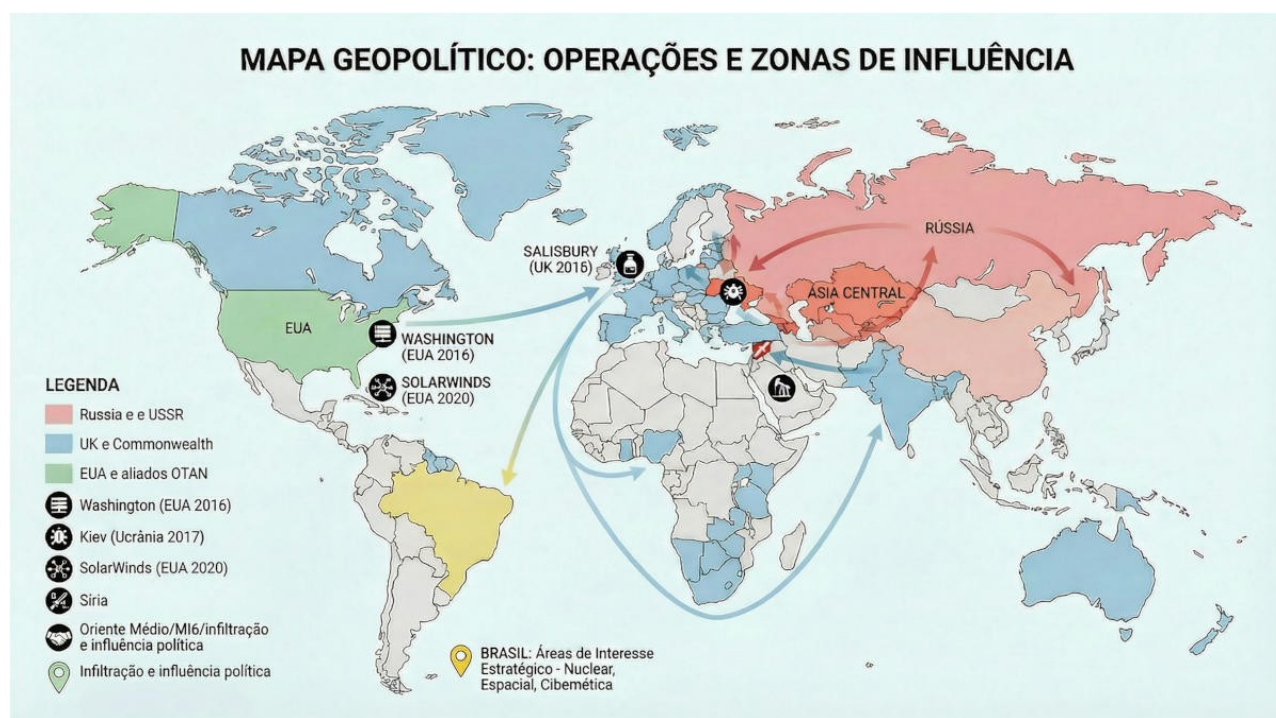 MAPA GEOPOLÍTICO: OPERAÇÕES E ZONAS DE INFLUÊNCIA
RÚSSIA
SALISBURY
(UK 2015)
ÁSIA CENTRAL
EUA
WASHINGTON
(EUA 2016)
SOLARWINDS
(EUA 2020)
LEGENDA
Russia e e USSR
UK e Commonwealth
EUA e aliados OTAN
Washington (EUA 2016)
Kiev (Ucrânia 2017)
SolarWinds (EUA 2020)
Síria
Oriente Médio/MI6/infiltração
e influência política
Infiltração e influência política
BRASIL: Áreas de Interesse
Estratégico - Nuclear,
Espacial, Cibemética